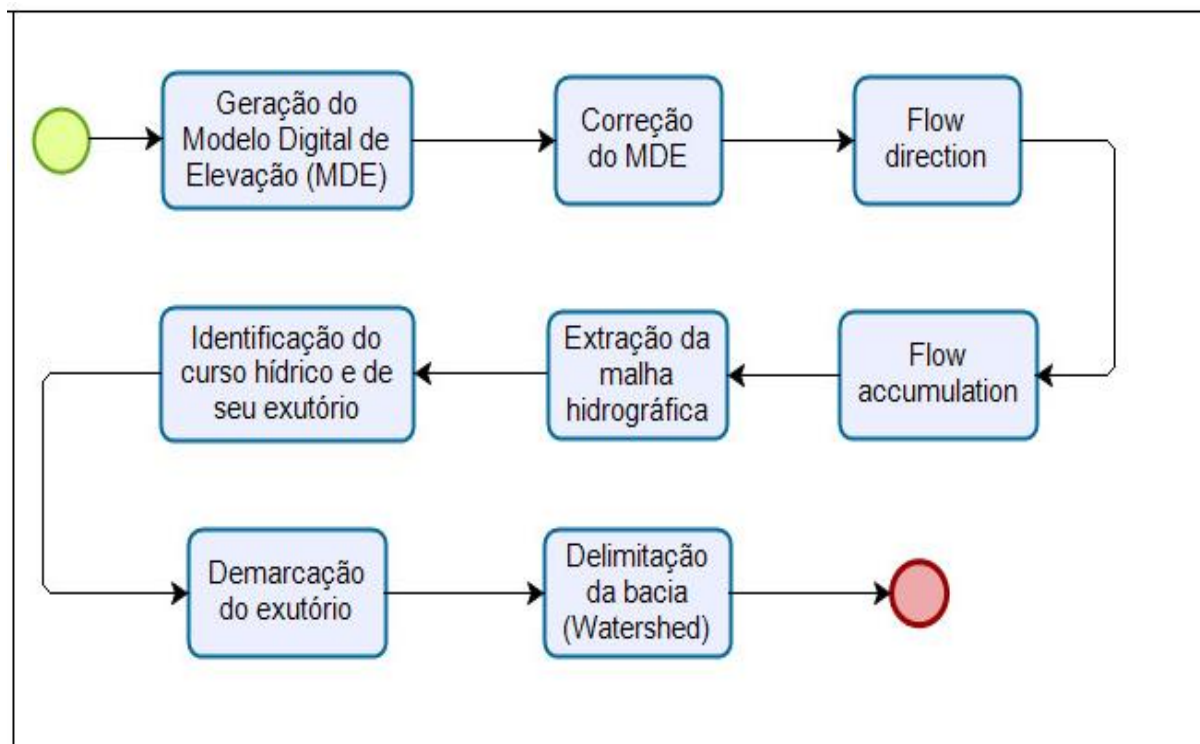 Geração do
Modelo Digital de
Elevação (MDE)
Correção
do MDE
Flow
direction
Flow
accumulation
Extração da
malha
hidrográfica
Identificação do
curso hídrico e de
seu exutório
Demarcação
do exutório
Delimitação
da bacia
(Watershed)